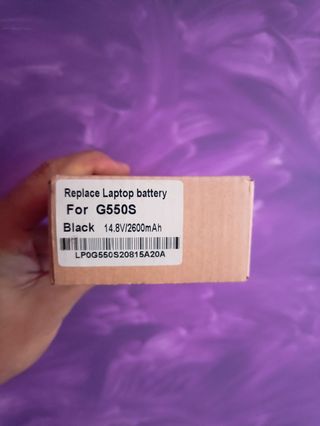 Replace Laptop battery
For G550S
Black 14.8V/2600mAh
LP0G550S20815A20A